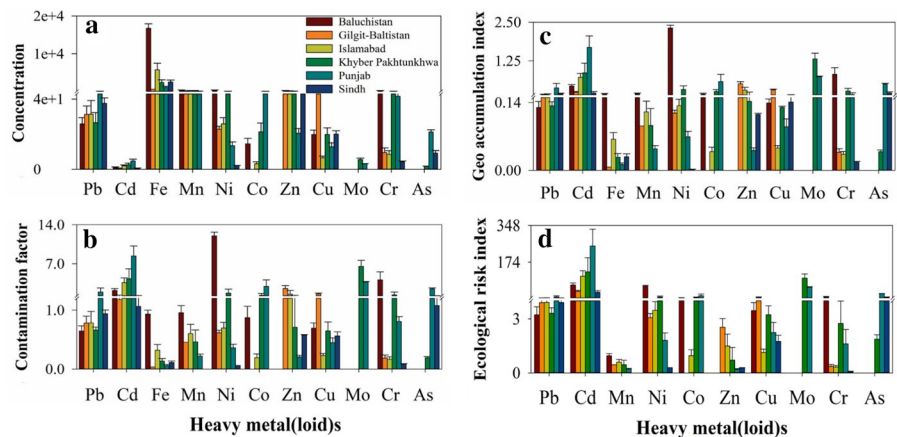 a
Concentration
2e+4
1e+4
4e+1
0
Baluchistan
Gilgit-Baltistan
Islamabad
Khyber Pakhtunkhwa
Punjab
Sindh
Pb Cd Fe Mn Ni Co Zn Cu Mo Cr As
c
Geo accumulation index
2.50
1.25
0.14
0.00
Pb Cd Fe Mn Ni Co Zn Cu Mo Cr As
b
Contamination factor
14.0
7.0
1.0
0.0
Pb Cd Fe Mn Ni Co Zn Cu Mo Cr As
Heavy metal(loid)s
d
Ecological risk index
348
174
3
0
Pb Cd Mn Ni Co Zn Cu Mo Cr As
Heavy metal(loid)s